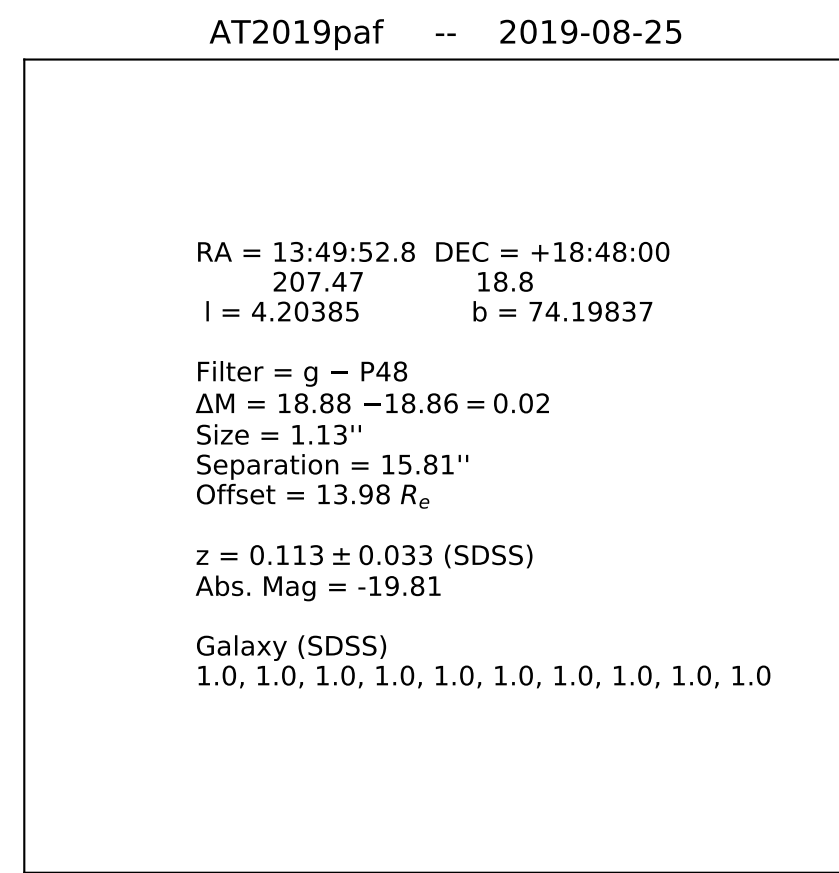 AT2019paf -- 2019-08-25
RA = 13:49:52.8 DEC = +18:48:00
207.47 18.8
l = 4.20385 b = 74.19837
Filter = g − P48
ΔM = 18.88 −18.86 = 0.02
Size = 1.13''
Separation = 15.81''
Offset = 13.98 Rₑ
z = 0.113 ± 0.033 (SDSS)
Abs. Mag = -19.81
Galaxy (SDSS)
1.0, 1.0, 1.0, 1.0, 1.0, 1.0, 1.0, 1.0, 1.0, 1.0